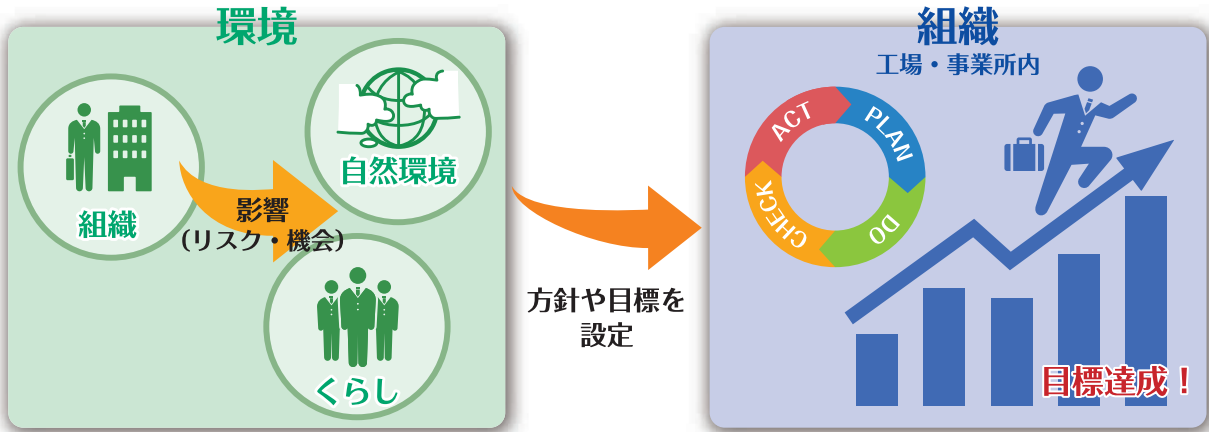 環境
組織
影響
(リスク・機会)
自然環境
くらし
方針や目標を
設定
組織
工場・事業所内
ACT
PLAN
DO
CHECK
目標達成！